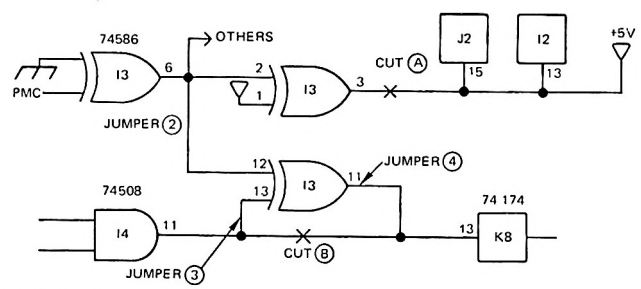 74586
OTHERS
J2
I2
+5V
I3
6
2
I3
3
CUT Ⓐ
15
13
PMC
1
JUMPER ②
12
I3
11
JUMPER ④
13
74508
74 174
I4
11
13
K8
CUT Ⓑ
JUMPER ③